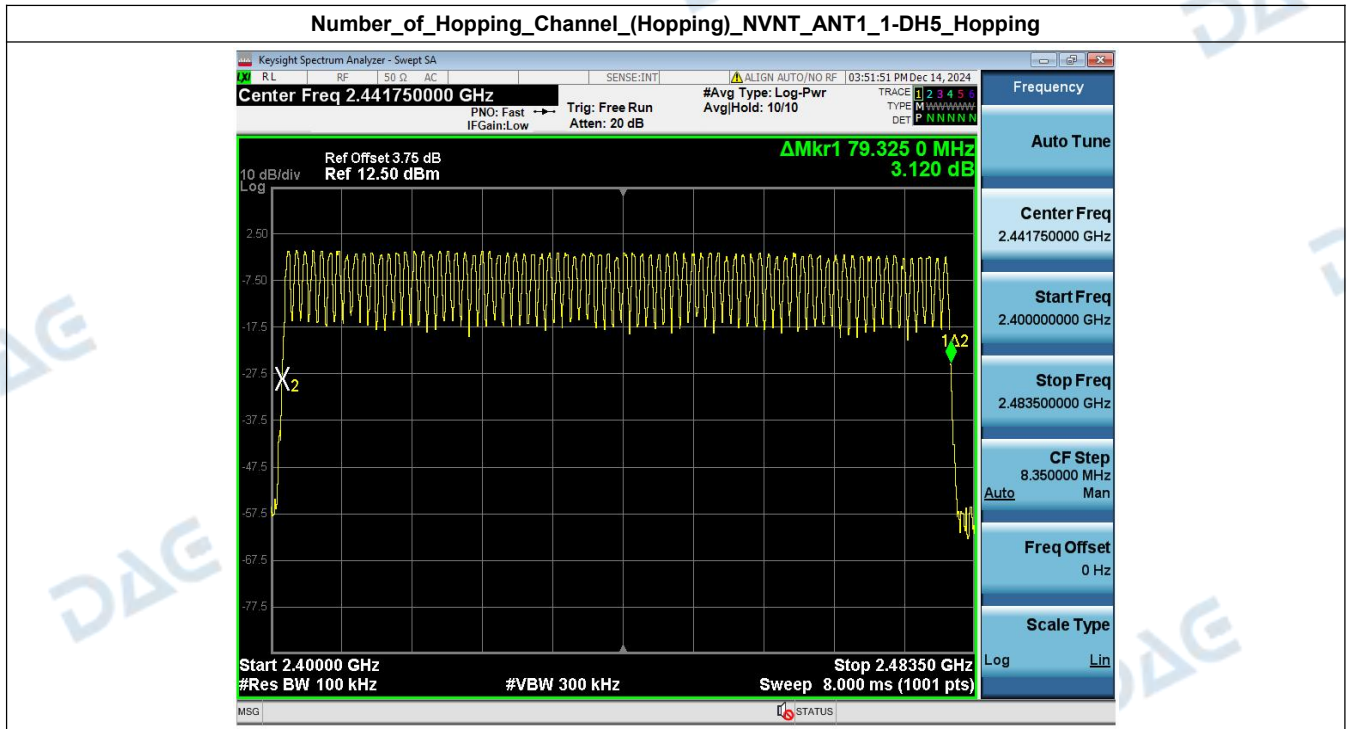 Number_of_Hopping_Channel_(Hopping)_NVNT_ANT1_1-DH5_Hopping
Keysight Spectrum Analyzer - Swept SA
LXI RL RF 50 Ω AC SENSE:INT ALIGN AUTO/NO RF 03:51:51 PM Dec 14, 2024
Center Freq 2.441750000 GHz
PNO: Fast
IFGain:Low
Trig: Free Run
Atten: 20 dB
#Avg Type: Log-Pwr
Avg|Hold: 10/10
TRACE 1 2 3 4 5 6
TYPE M WWWWW
DET P N N N N N
ΔMkr1 79.325 0 MHz
3.120 dB
Ref Offset 3.75 dB
10 dB/div Ref 12.50 dBm
Log
2.50
-7.50
-17.5
-27.5
-37.5
-47.5
-57.5
-67.5
-77.5
1Δ2
X2
Start 2.40000 GHz Stop 2.48350 GHz
#Res BW 100 kHz #VBW 300 kHz Sweep 8.000 ms (1001 pts)
MSG STATUS
Frequency
Auto Tune
Center Freq
2.441750000 GHz
Start Freq
2.400000000 GHz
Stop Freq
2.483500000 GHz
CF Step
8.350000 MHz
Auto Man
Freq Offset
0 Hz
Scale Type
Log Lin
DAE
DAE